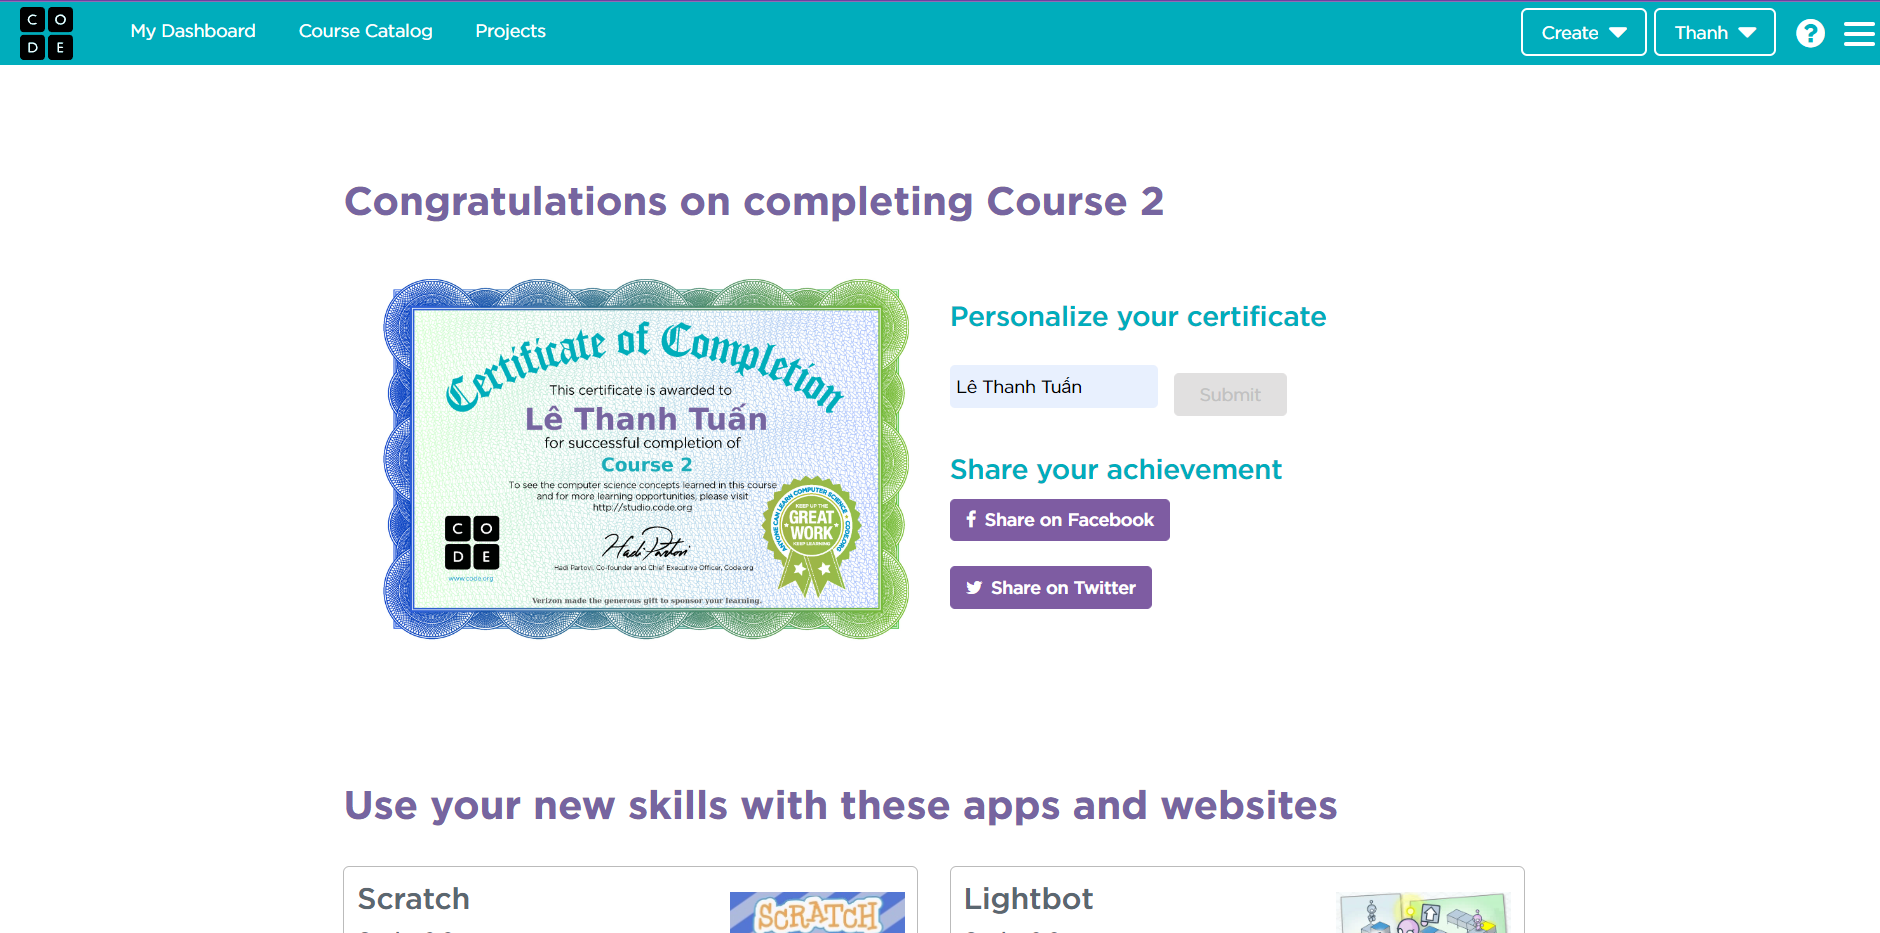 CODE
My Dashboard
Course Catalog
Projects
Create
Thanh
?
Congratulations on completing Course 2
Certificate of Completion
This certificate is awarded to
Lê Thanh Tuấn
for successful completion of
Course 2
To see the computer science concepts learned in this course
and for more learning opportunities, please visit
http://studio.code.org
CODE
www.code.org
Hadi Partovi
Hadi Partovi, Co-founder and Chief Executive Officer, Code.org
ANYONE CAN LEARN COMPUTER SCIENCE • CODE.ORG
KEEP UP THE
GREAT
WORK
KEEP LEARNING
Verizon made the generous gift to sponsor your learning.
Personalize your certificate
Lê Thanh Tuấn
Submit
Share your achievement
Share on Facebook
Share on Twitter
Use your new skills with these apps and websites
Scratch
SCRATCH
Lightbot